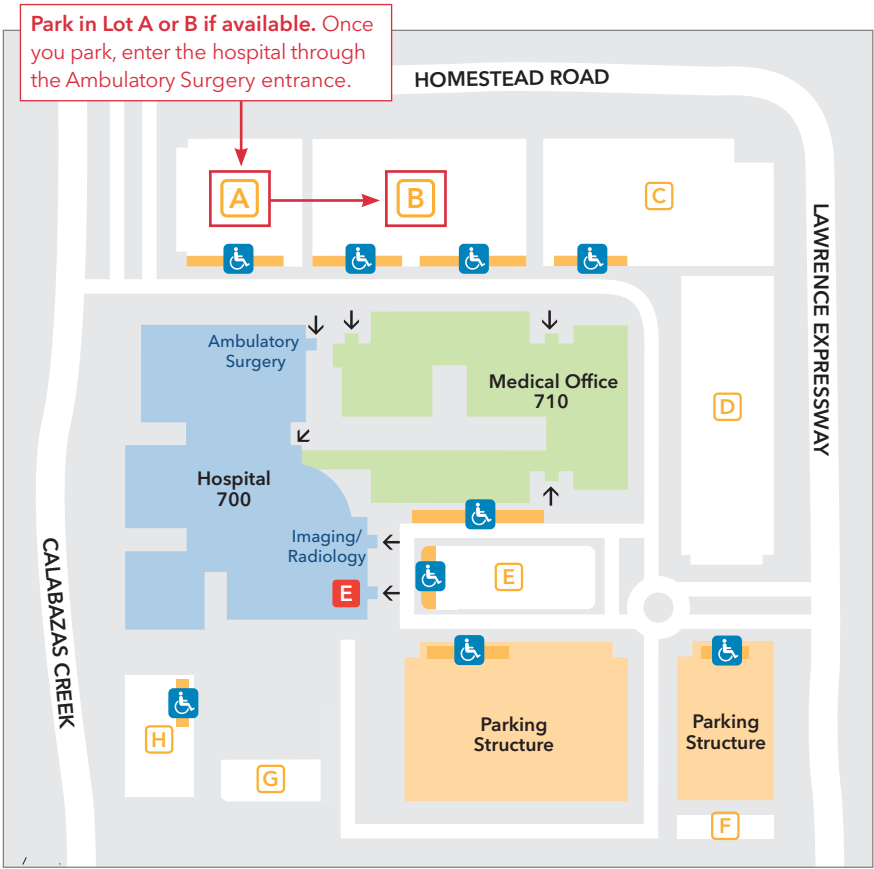 Park in Lot A or B if available. Once
you park, enter the hospital through
the Ambulatory Surgery entrance.
HOMESTEAD ROAD
A
B
C
LAWRENCE EXPRESSWAY
Ambulatory
Surgery
Medical Office
710
D
Hospital
700
Imaging/
Radiology
E
E
CALABAZAS CREEK
H
G
Parking
Structure
Parking
Structure
F